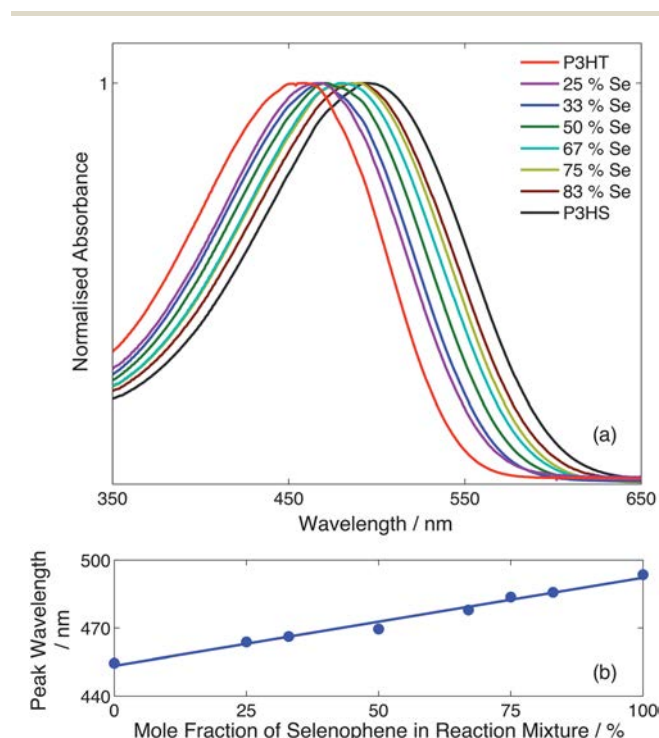 1
P3HT
25 % Se
33 % Se
50 % Se
67 % Se
75 % Se
83 % Se
P3HS
Normalised Absorbance
(a)
350 450 550 650
Wavelength / nm
500
470
440
Peak Wavelength
/ nm
(b)
0 25 50 75 100
Mole Fraction of Selenophene in Reaction Mixture / %